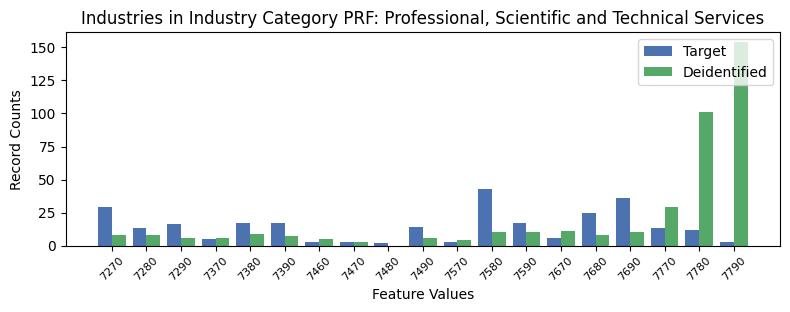 Industries in Industry Category PRF: Professional, Scientific and Technical Services
Target
Deidentified
Record Counts
150
125
100
75
50
25
0
7270 7280 7290 7370 7380 7390 7460 7470 7480 7490 7570 7580 7590 7670 7680 7690 7770 7780 7790
Feature Values